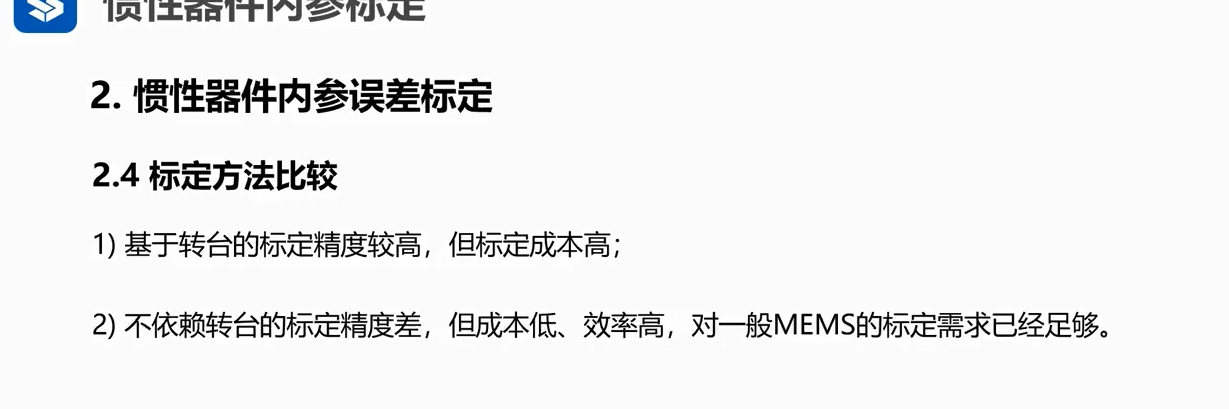 惯性器件内参标定
2. 惯性器件内参误差标定
2.4 标定方法比较
1) 基于转台的标定精度较高，但标定成本高；
2) 不依赖转台的标定精度差，但成本低、效率高，对一般MEMS的标定需求已经足够。